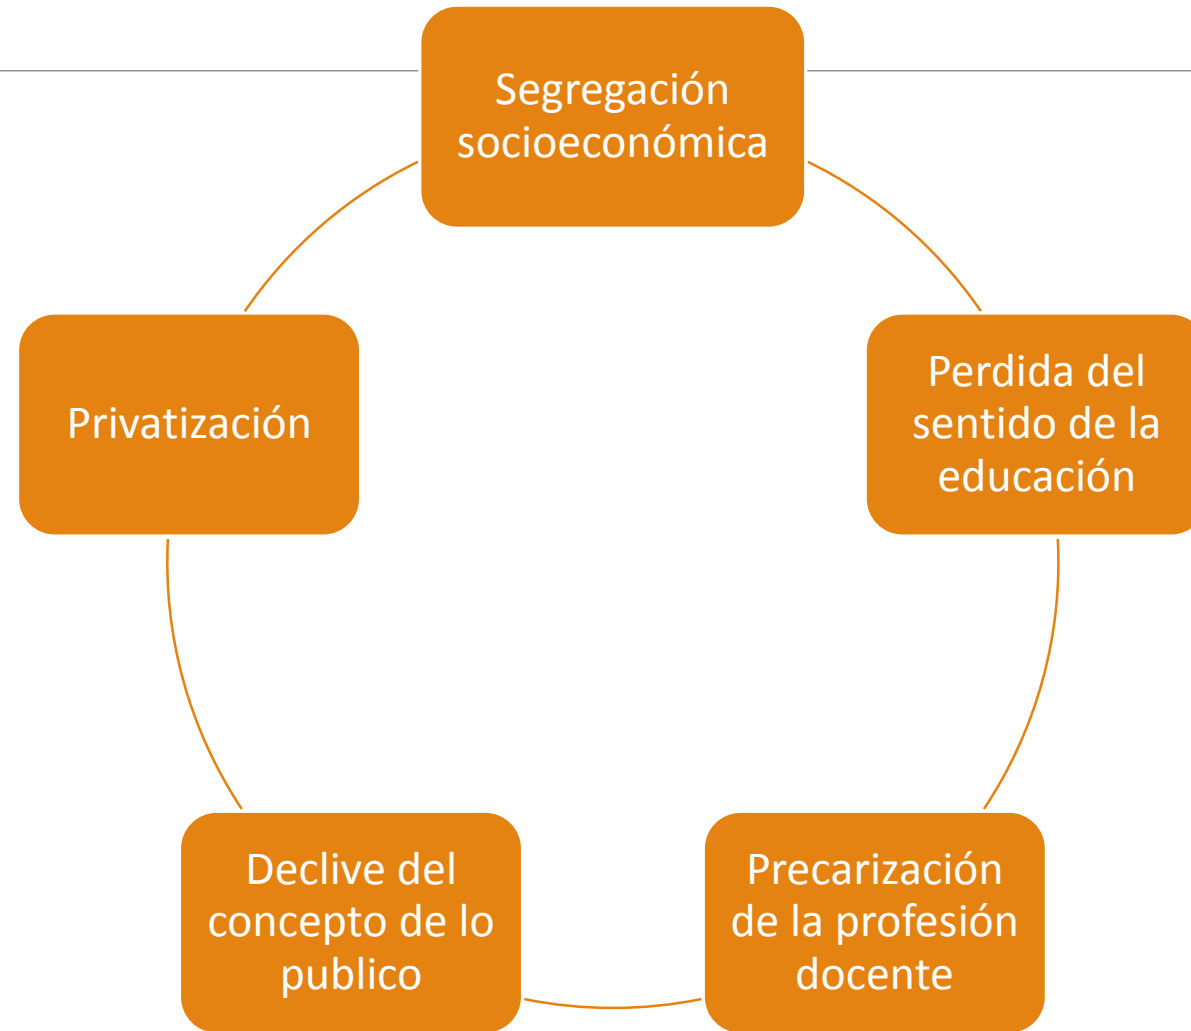 Segregación
socioeconómica
Perdida del
sentido de la
educación
Precarización
de la profesión
docente
Declive del
concepto de lo
publico
Privatización